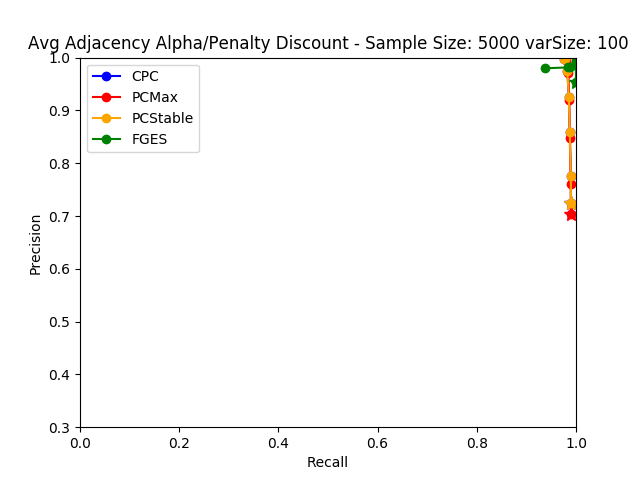 Avg Adjacency Alpha/Penalty Discount - Sample Size: 5000 varSize: 100
1.0
0.9
0.8
0.7
0.6
0.5
0.4
0.3
Precision
CPC
PCMax
PCStable
FGES
0.0 0.2 0.4 0.6 0.8 1.0
Recall